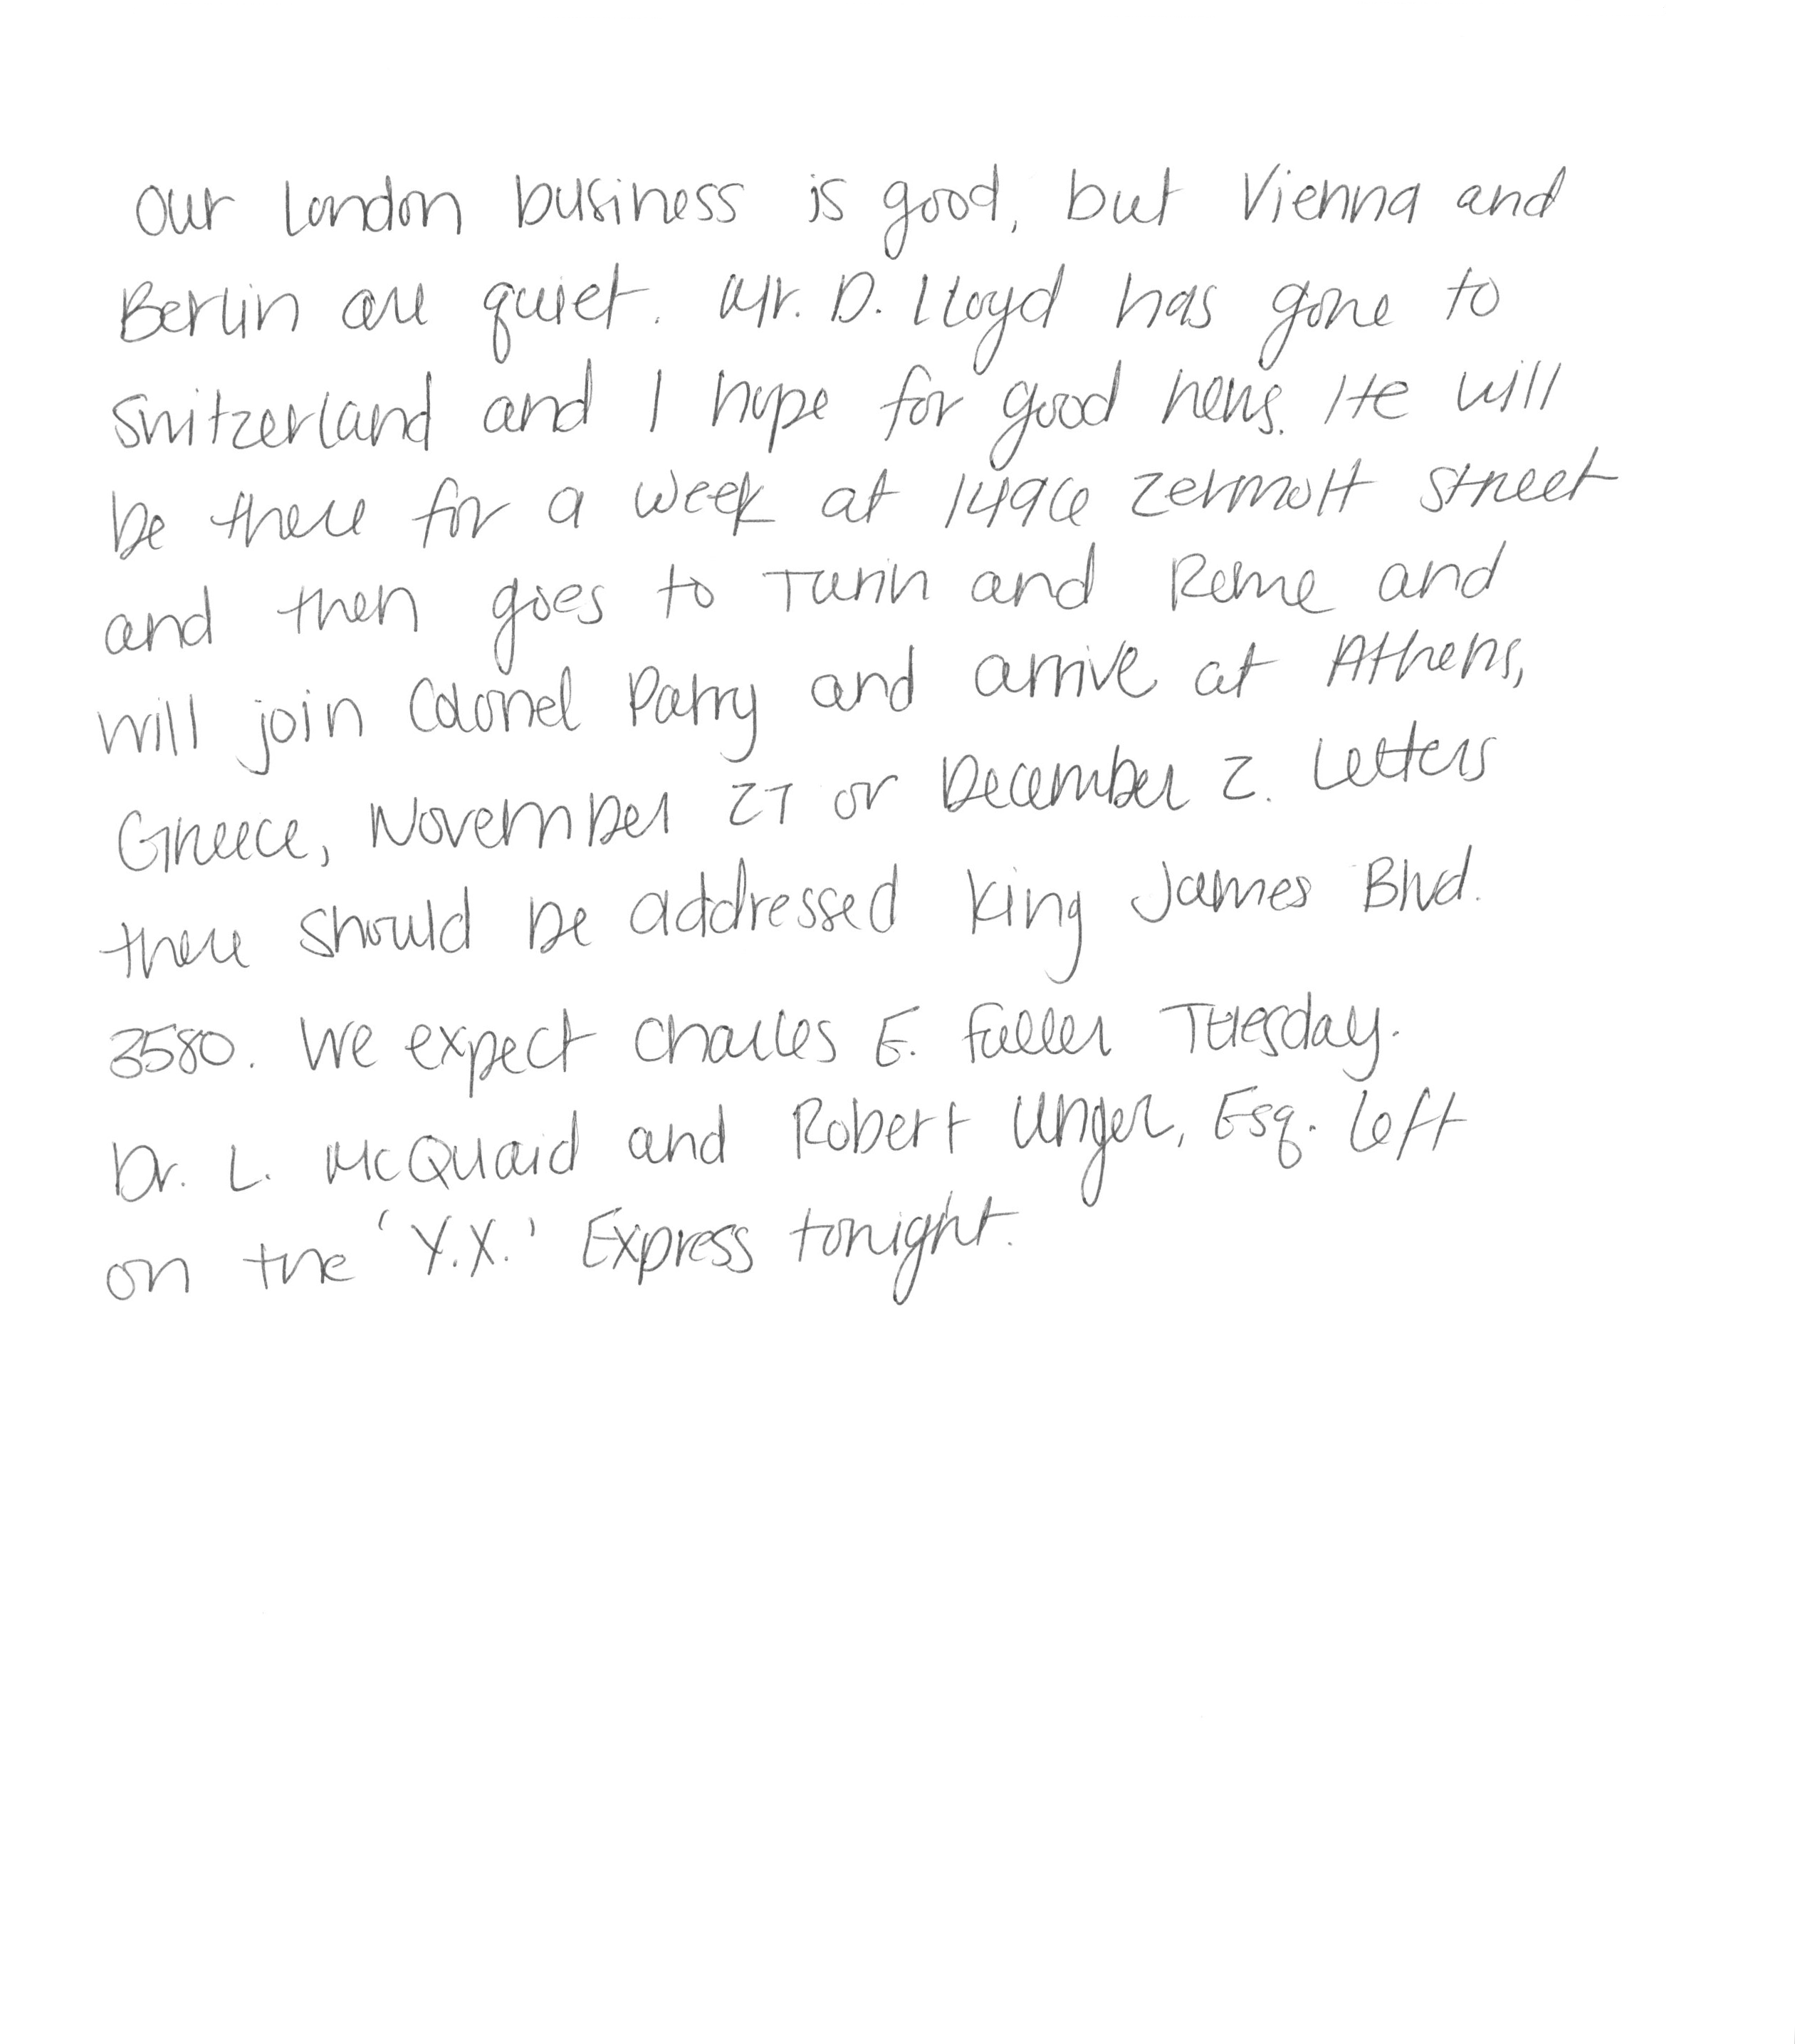 Our London business is good, but Vienna and
Berlin are quiet. Mr. D. Lloyd has gone to
Switzerland and I hope for good news. He will
be there for a week at 1496 Zermott Street
and then goes to Turin and Rome and
will join Colonel Parry and arrive at Athens,
Greece, November 27 or December 2. Letters
there should be addressed King James Blvd.
3580. We expect Charles E. Fuller Tuesday.
Dr. L. McQuaid and Robert Unger, Esq. left
on the 'Y.X.' Express tonight.